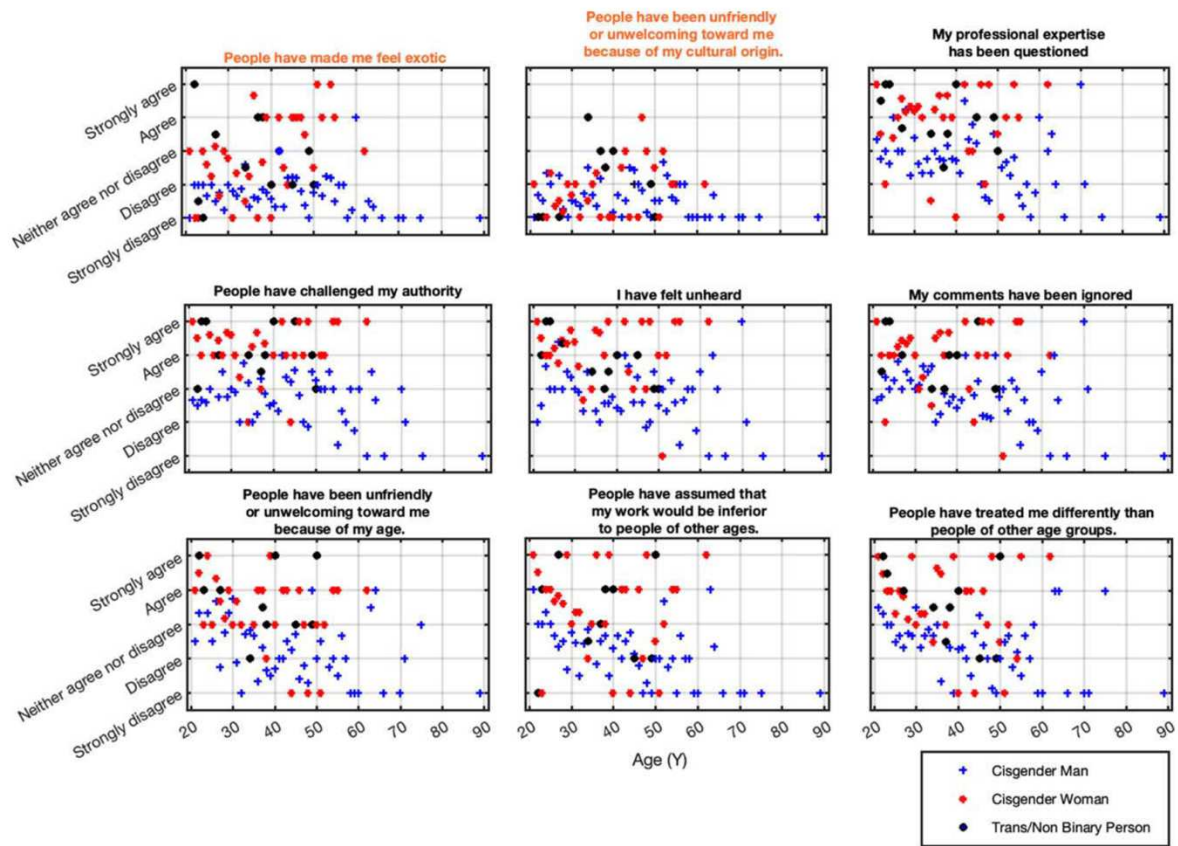 People have made me feel exotic
People have been unfriendly
or unwelcoming toward me
because of my cultural origin.
My professional expertise
has been questioned
Strongly agree
Agree
Neither agree nor disagree
Disagree
Strongly disagree
People have challenged my authority
I have felt unheard
My comments have been ignored
Strongly agree
Agree
Neither agree nor disagree
Disagree
Strongly disagree
People have been unfriendly
or unwelcoming toward me
because of my age.
People have assumed that
my work would be inferior
to people of other ages.
People have treated me differently than
people of other age groups.
Strongly agree
Agree
Neither agree nor disagree
Disagree
Strongly disagree
20 30 40 50 60 70 80 90
20 30 40 50 60 70 80 90
20 30 40 50 60 70 80 90
Age (Y)
Cisgender Man
Cisgender Woman
Trans/Non Binary Person